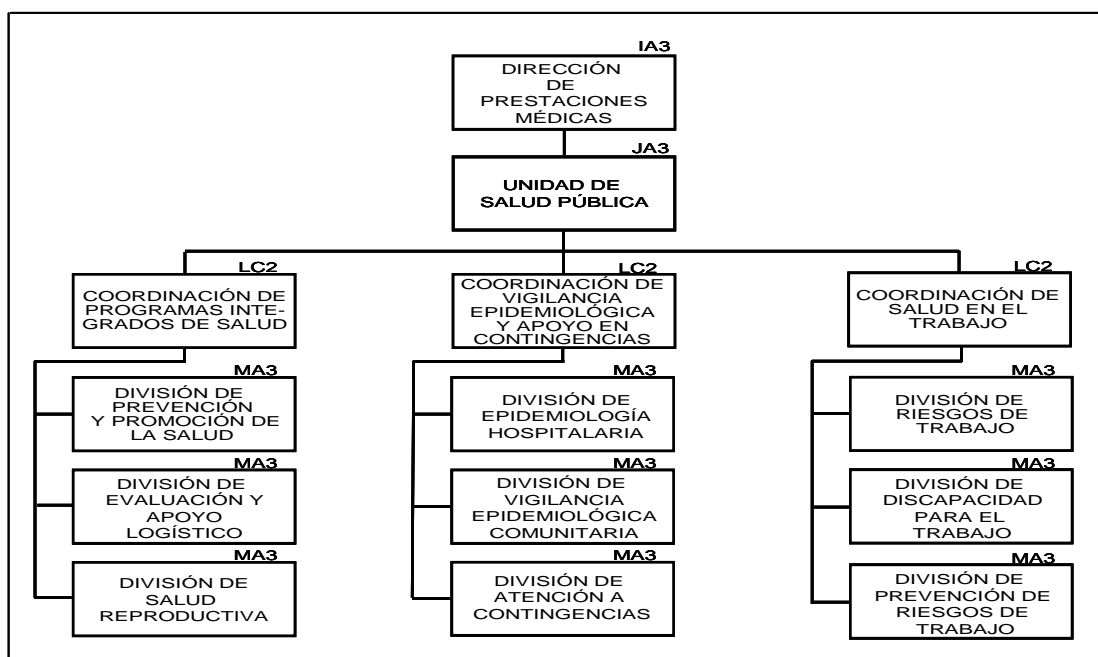 IA3
DIRECCIÓN
DE
PRESTACIONES
MÉDICAS
JA3
UNIDAD DE
SALUD PÚBLICA
LC2
COORDINACIÓN DE
PROGRAMAS INTE-
GRADOS DE SALUD
MA3
DIVISIÓN DE
PREVENCIÓN
Y PROMOCIÓN DE
LA SALUD
MA3
DIVISIÓN DE
EVALUACIÓN Y
APOYO
LOGÍSTICO
MA3
DIVISIÓN DE
SALUD
REPRODUCTIVA
LC2
COORDINACIÓN DE
VIGILANCIA
EPIDEMIOLÓGICA
Y APOYO EN
CONTINGENCIAS
MA3
DIVISIÓN DE
EPIDEMIOLOGÍA
HOSPITALARIA
MA3
DIVISIÓN DE
VIGILANCIA
EPIDEMIOLÓGICA
COMUNITARIA
MA3
DIVISIÓN DE
ATENCIÓN A
CONTINGENCIAS
LC2
COORDINACIÓN DE
SALUD EN EL
TRABAJO
MA3
DIVISIÓN DE
RIESGOS DE
TRABAJO
MA3
DIVISIÓN DE
DISCAPACIDAD
PARA EL
TRABAJO
MA3
DIVISIÓN DE
PREVENCIÓN DE
RIESGOS DE
TRABAJO